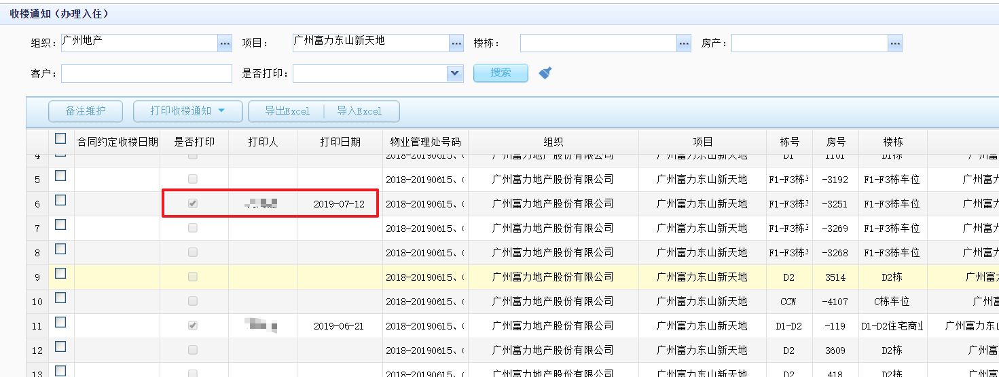 收楼通知（办理入住）
组织： 广州地产 ... 项目： 广州富力东山新天地 ... 楼栋： ... 房产： ...
客户： 是否打印： 搜索
备注维护 打印收楼通知 导出Excel 导入Excel
合同约定收楼日期 是否打印 打印人 打印日期 物业管理处号码 组织 项目 栋号 房号 楼栋
4 2018-20190615、 广州富力地产股份有限公司 广州富力东山新天地 D1 1101 D1栋 广州富
5 2018-20190615、 广州富力地产股份有限公司 广州富力东山新天地 F1-F3栋 -3192 F1-F3栋车位 广州富力
6 2019-07-12 2018-20190615、 广州富力地产股份有限公司 广州富力东山新天地 F1-F3栋 -3251 F1-F3栋车位 广州富力
7 2018-20190615、 广州富力地产股份有限公司 广州富力东山新天地 F1-F3栋 -3269 F1-F3栋车位 广州富力
8 2018-20190615、 广州富力地产股份有限公司 广州富力东山新天地 F1-F3栋 -3268 F1-F3栋车位 广州富力
9 2018-20190615、 广州富力地产股份有限公司 广州富力东山新天地 D2 3514 D2栋 广州富力
10 2018-20190615、 广州富力地产股份有限公司 广州富力东山新天地 CCW -4107 C栋车位 广州富
11 2019-06-21 2018-20190615、 广州富力地产股份有限公司 广州富力东山新天地 D1-D2 -119 D1-D2住宅商业 广州富力东山
12 2018-20190615、 广州富力地产股份有限公司 广州富力东山新天地 D2 3609 D2栋 广州富
13 2018-20190615、 广州富力地产股份有限公司 广州富力东山新天地 D2 418 D2栋 广州富